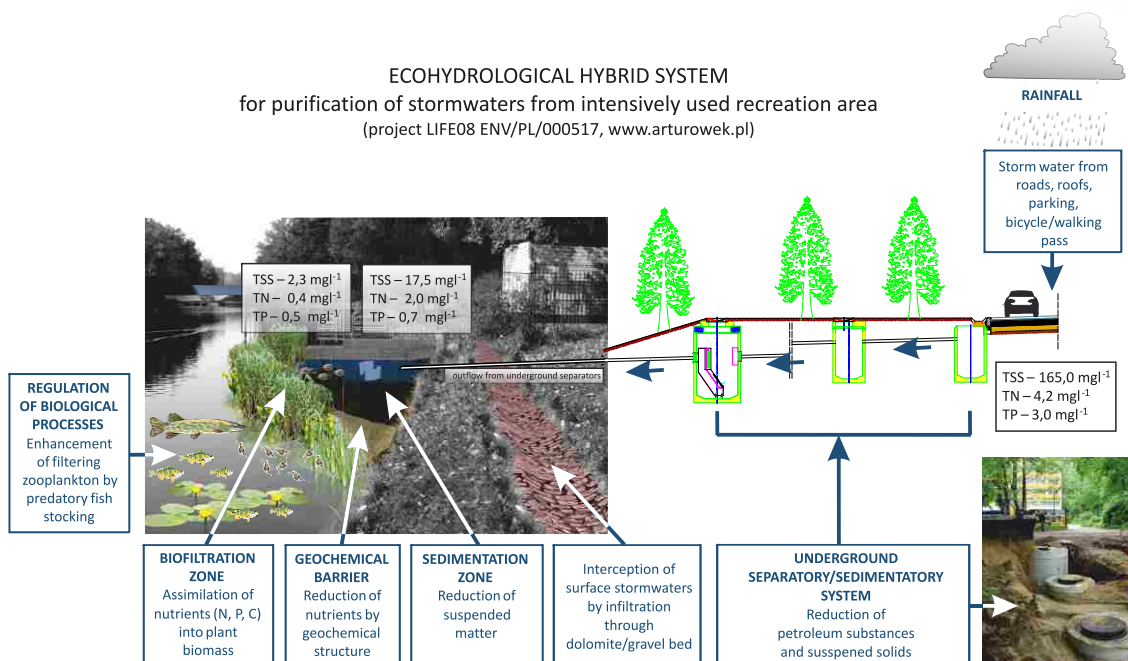 ECOHYDROLOGICAL HYBRID SYSTEM
for purification of stormwaters from intensively used recreation area
(project LIFE08 ENV/PL/000517, www.arturowek.pl)
RAINFALL
Storm water from
roads, roofs,
parking,
bicycle/walking
pass
TSS – 2,3 mgl⁻¹
TN – 0,4 mgl⁻¹
TP – 0,5 mgl⁻¹
TSS – 17,5 mgl⁻¹
TN – 2,0 mgl⁻¹
TP – 0,7 mgl⁻¹
outflow from underground separators
TSS – 165,0 mgl⁻¹
TN – 4,2 mgl⁻¹
TP – 3,0 mgl⁻¹
REGULATION
OF BIOLOGICAL
PROCESSES
Enhancement
of filtering
zooplankton by
predatory fish
stocking
BIOFILTRATION
ZONE
Assimilation of
nutrients (N, P, C)
into plant
biomass
GEOCHEMICAL
BARRIER
Reduction of
nutrients by
geochemical
structure
SEDIMENTATION
ZONE
Reduction of
suspended
matter
Interception of
surface stormwaters
by infiltration
through
dolomite/gravel bed
UNDERGROUND
SEPARATORY/SEDIMENTATORY
SYSTEM
Reduction of
petroleum substances
and susspened solids